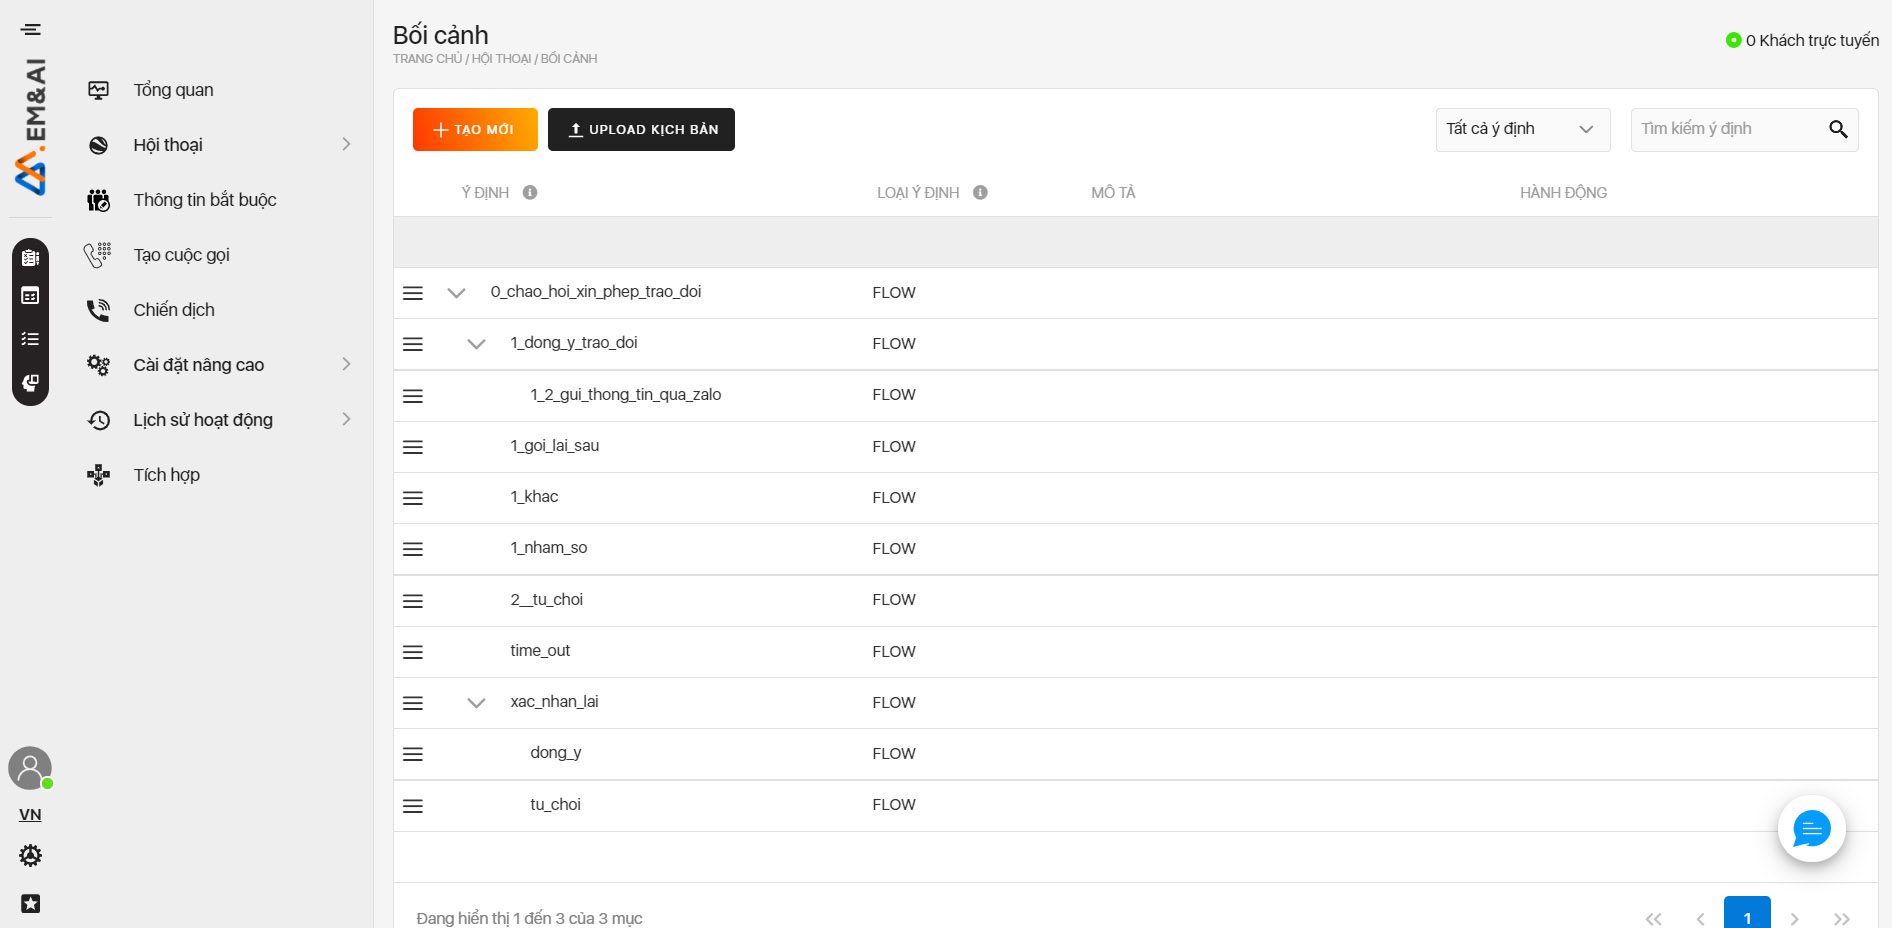 .EM&AI
VN
Tổng quan
Hội thoại
Thông tin bắt buộc
Tạo cuộc gọi
Chiến dịch
Cài đặt nâng cao
Lịch sử hoạt động
Tích hợp
Bối cảnh
TRANG CHỦ / HỘI THOẠI / BỐI CẢNH
0 Khách trực tuyến
TẠO MỚI
UPLOAD KỊCH BẢN
Tất cả ý định
Tìm kiếm ý định
Ý ĐỊNH LOẠI Ý ĐỊNH MÔ TẢ HÀNH ĐỘNG
0_chao_hoi_xin_phep_trao_doi FLOW
1_dong_y_trao_doi FLOW
1_2_gui_thong_tin_qua_zalo FLOW
1_goi_lai_sau FLOW
1_khac FLOW
1_nham_so FLOW
2__tu_choi FLOW
time_out FLOW
xac_nhan_lai FLOW
dong_y FLOW
tu_choi FLOW
Đang hiển thị 1 đến 3 của 3 mục
1